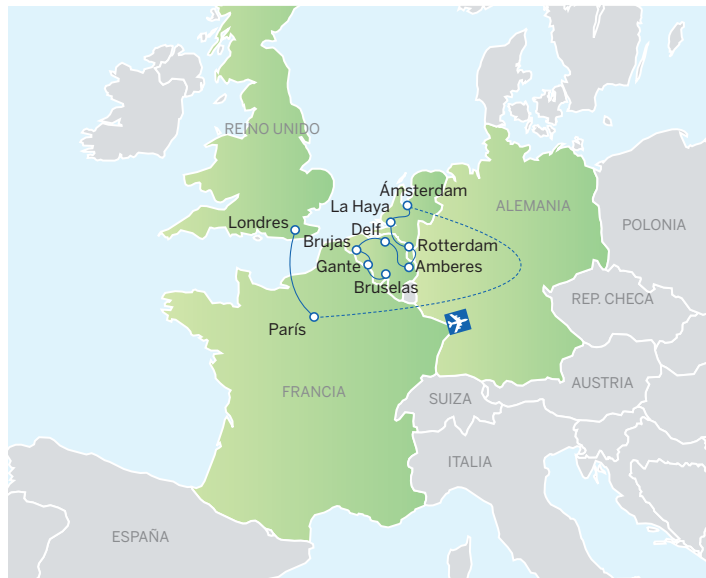 REINO UNIDO
Ámsterdam
ALEMANIA
La Haya
Londres
Delf
POLONIA
Brujas
Rotterdam
Gante
Amberes
Bruselas
REP. CHECA
París
AUSTRIA
FRANCIA
SUIZA
ITALIA
ESPAÑA